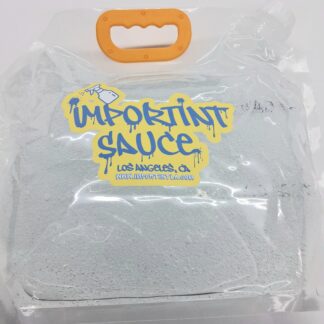 IMPORTINT
SAUCE
LOS ANGELES, CA